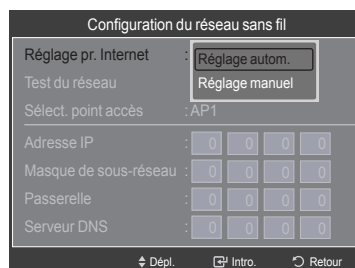 Configuration du réseau sans fil
Réglage pr. Internet : Réglage autom.
Réglage manuel
Test du réseau
Sélect. point accès : AP1
Adresse IP : 0 0 0 0
Masque de sous-réseau : 0 0 0 0
Passerelle : 0 0 0 0
Serveur DNS : 0 0 0 0
Dépl. Intro. Retour